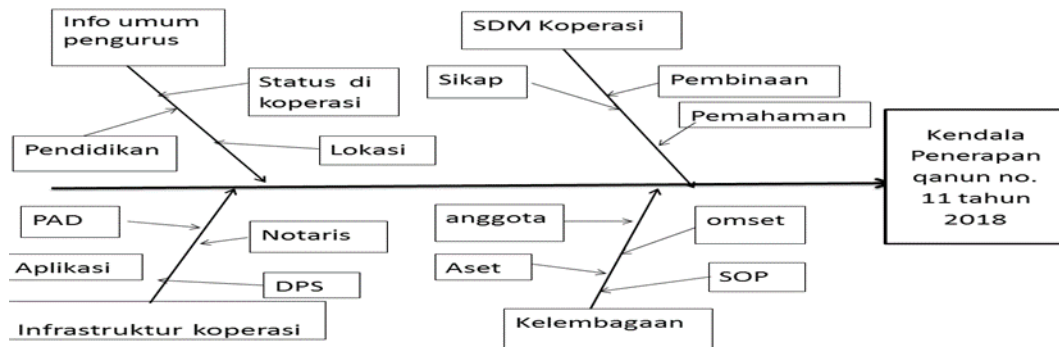 Info umum
pengurus
SDM Koperasi
Status di
koperasi
Sikap
Pembinaan
Pemahaman
Pendidikan
Lokasi
Kendala
Penerapan
qanun no.
11 tahun
2018
PAD
Notaris
anggota
omset
Aplikasi
DPS
Aset
SOP
Infrastruktur koperasi
Kelembagaan